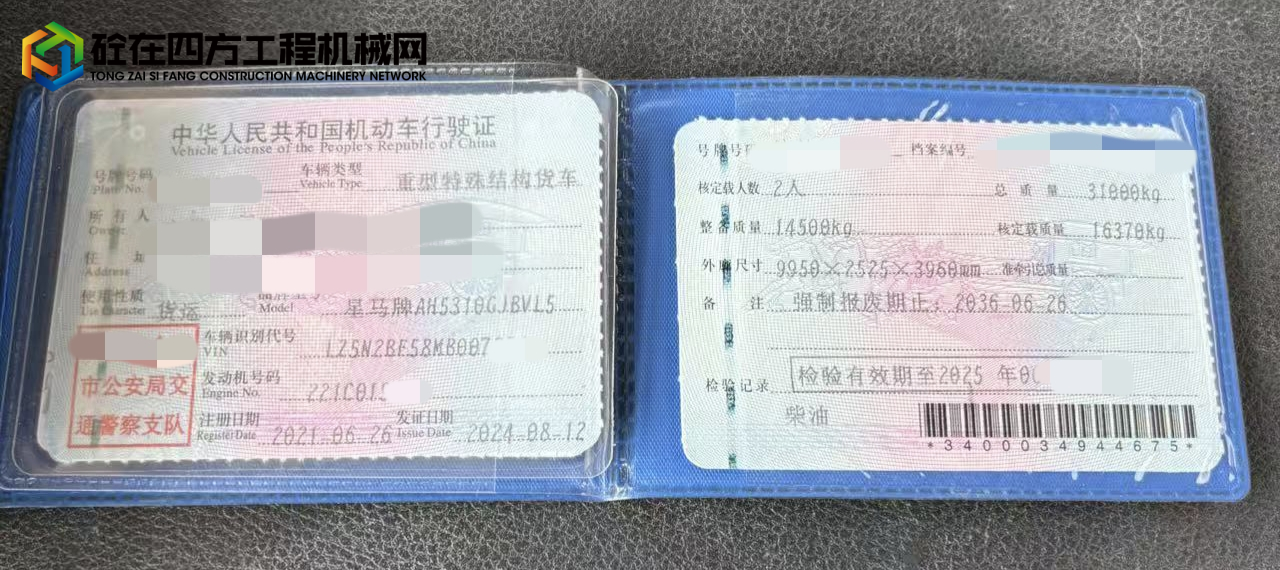 砼在四方工程机械网
TONG ZAI SI FANG CONSTRUCTION MACHINERY NETWORK
中华人民共和国机动车行驶证
Vehicle License of the People's Republic of China
号牌号码
Plate No.
车辆类型
Vehicle Type
重型特殊结构货车
所有人
Owner
住址
Address
使用性质
Use Character
货运
Model
星马牌AH5310GJBVL5
车辆识别代号
VIN
LZ5N2BF58MB007
市公安局交
通警察支队
发动机号码
Engine No.
221C01
注册日期
Register Date
2021-06-26
发证日期
Issue Date
2024-08-12
号牌号
档案编号
核定载人数 2人
总质量 31000kg
整备质量 14500kg
核定载质量 16370kg
外廓尺寸 9950×2525×3960mm
准牵引总质量
备注 强制报废期止：2036-06-26
检验记录 检验有效期至2025 年0
柴油
*3400034944675*